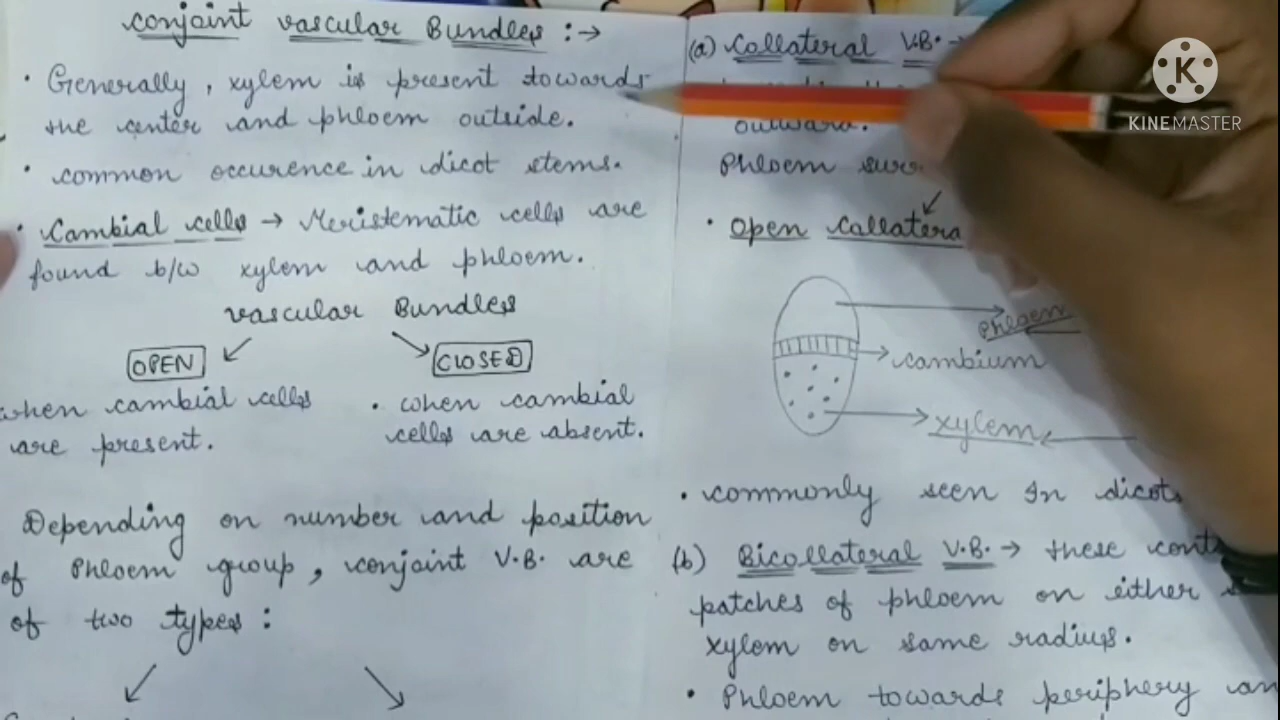 conjoint vascular Bundles :→
• Generally, xylem is present towards
the center and phloem outside.
• common occurence in dicot stems.
• Cambial cells → Meristematic cells are
found b/w xylem and phloem.
vascular Bundles
OPEN
CLOSED
when cambial cells
are present.
• when cambial
cells are absent.
Depending on number and position
of Phloem group, conjoint V.B. are
of two types :
(a) Collateral V.B. →
outward.
Phloem
• Open
Phloem
cambium
xylem
• commonly seen In dicots
(b) Bicollateral V.B. → these
patches of phloem on either
xylem on same radius.
• Phloem towards periphery
KINEMASTER